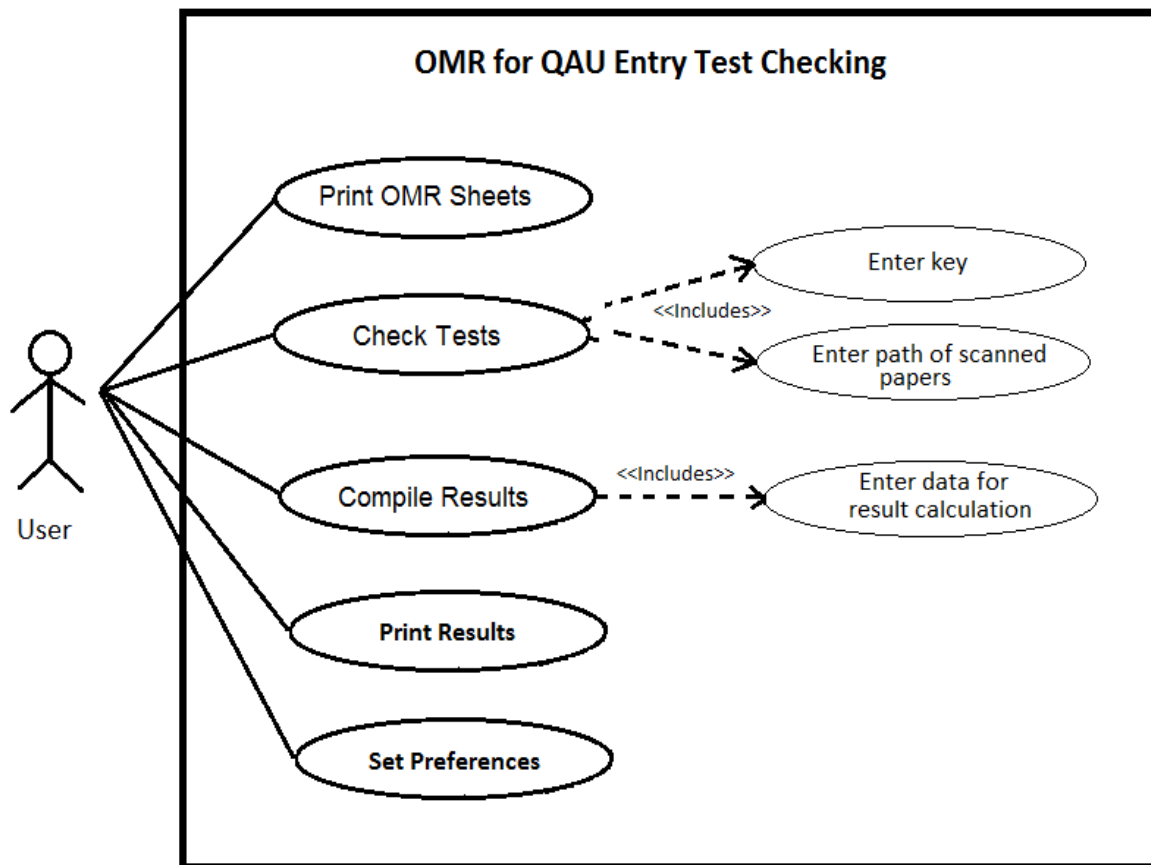 OMR for QAU Entry Test Checking
Print OMR Sheets
Enter key
<<Includes>>
Check Tests
Enter path of scanned
papers
<<Includes>>
Compile Results
Enter data for
result calculation
User
Print Results
Set Preferences